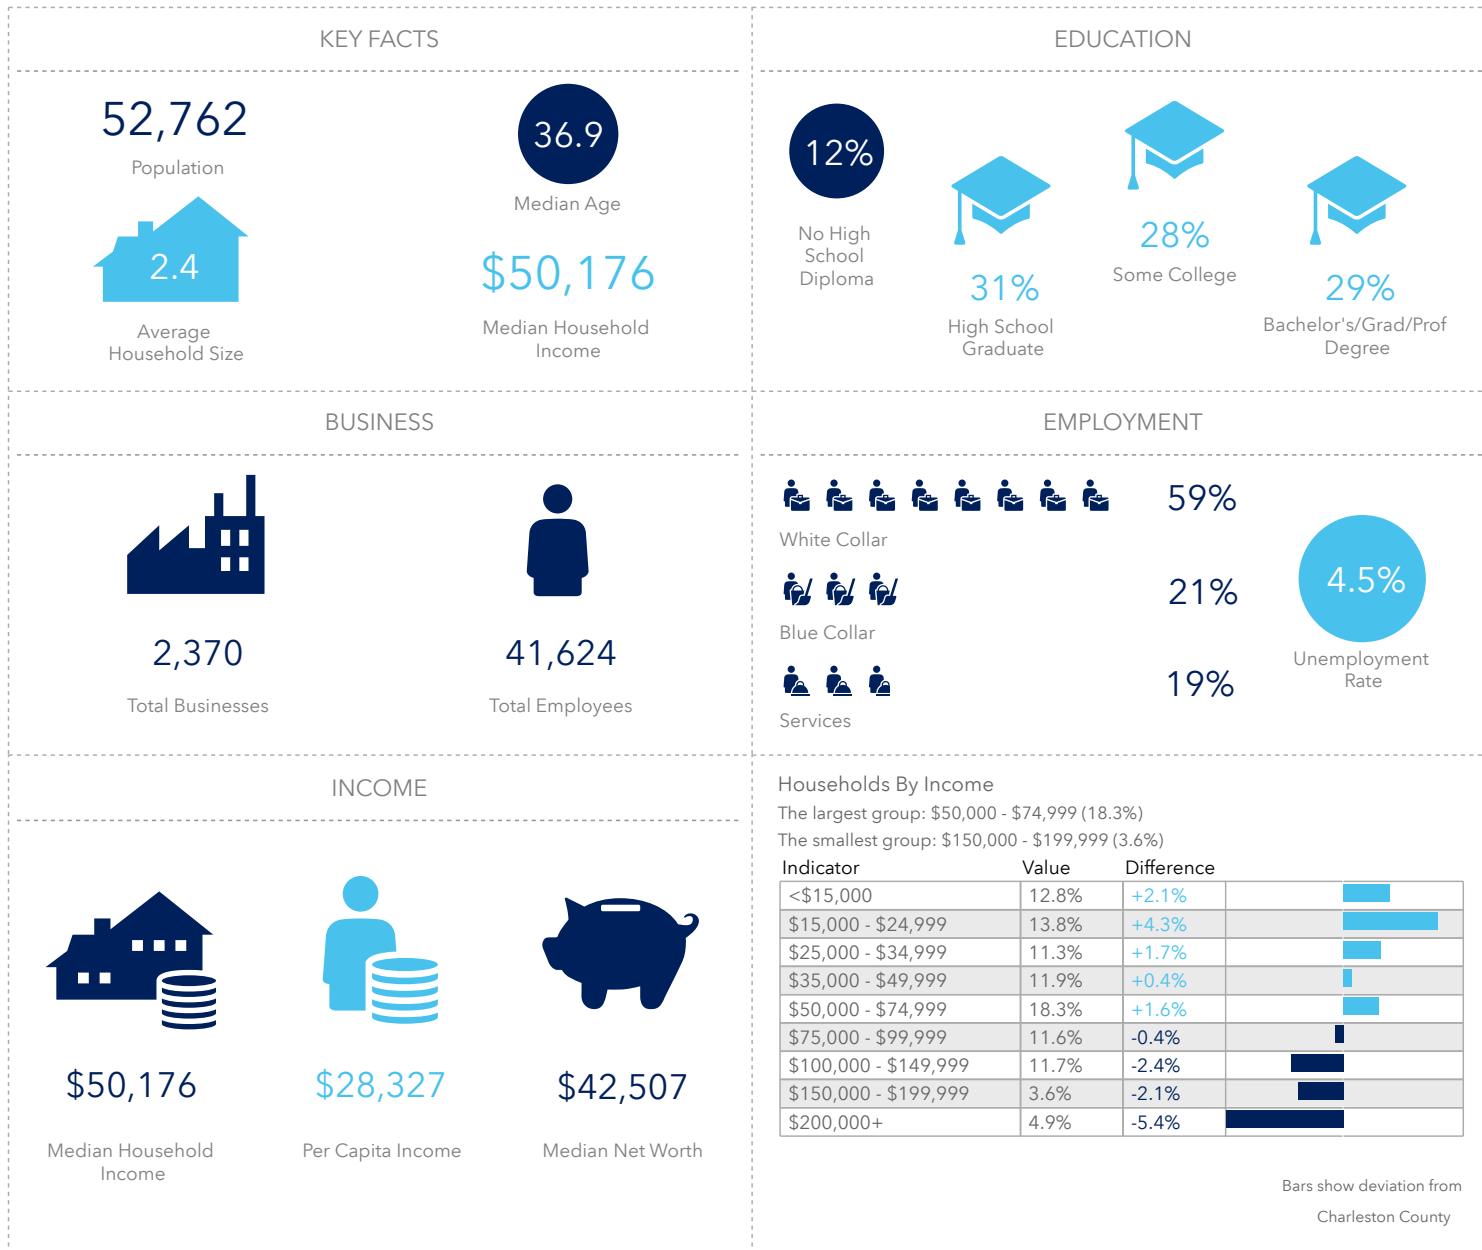 KEY FACTS
52,762
Population
36.9
Median Age
2.4
Average
Household Size
$50,176
Median Household
Income
EDUCATION
12%
No High
School
Diploma
31%
High School
Graduate
28%
Some College
29%
Bachelor's/Grad/Prof
Degree
BUSINESS
2,370
Total Businesses
41,624
Total Employees
EMPLOYMENT
59%
White Collar
21%
Blue Collar
19%
Services
4.5%
Unemployment
Rate
INCOME
$50,176
Median Household
Income
$28,327
Per Capita Income
$42,507
Median Net Worth
Households By Income
The largest group: $50,000 - $74,999 (18.3%)
The smallest group: $150,000 - $199,999 (3.6%)
Indicator Value Difference
<$15,000 12.8% +2.1%
$15,000 - $24,999 13.8% +4.3%
$25,000 - $34,999 11.3% +1.7%
$35,000 - $49,999 11.9% +0.4%
$50,000 - $74,999 18.3% +1.6%
$75,000 - $99,999 11.6% -0.4%
$100,000 - $149,999 11.7% -2.4%
$150,000 - $199,999 3.6% -2.1%
$200,000+ 4.9% -5.4%
Bars show deviation from
Charleston County